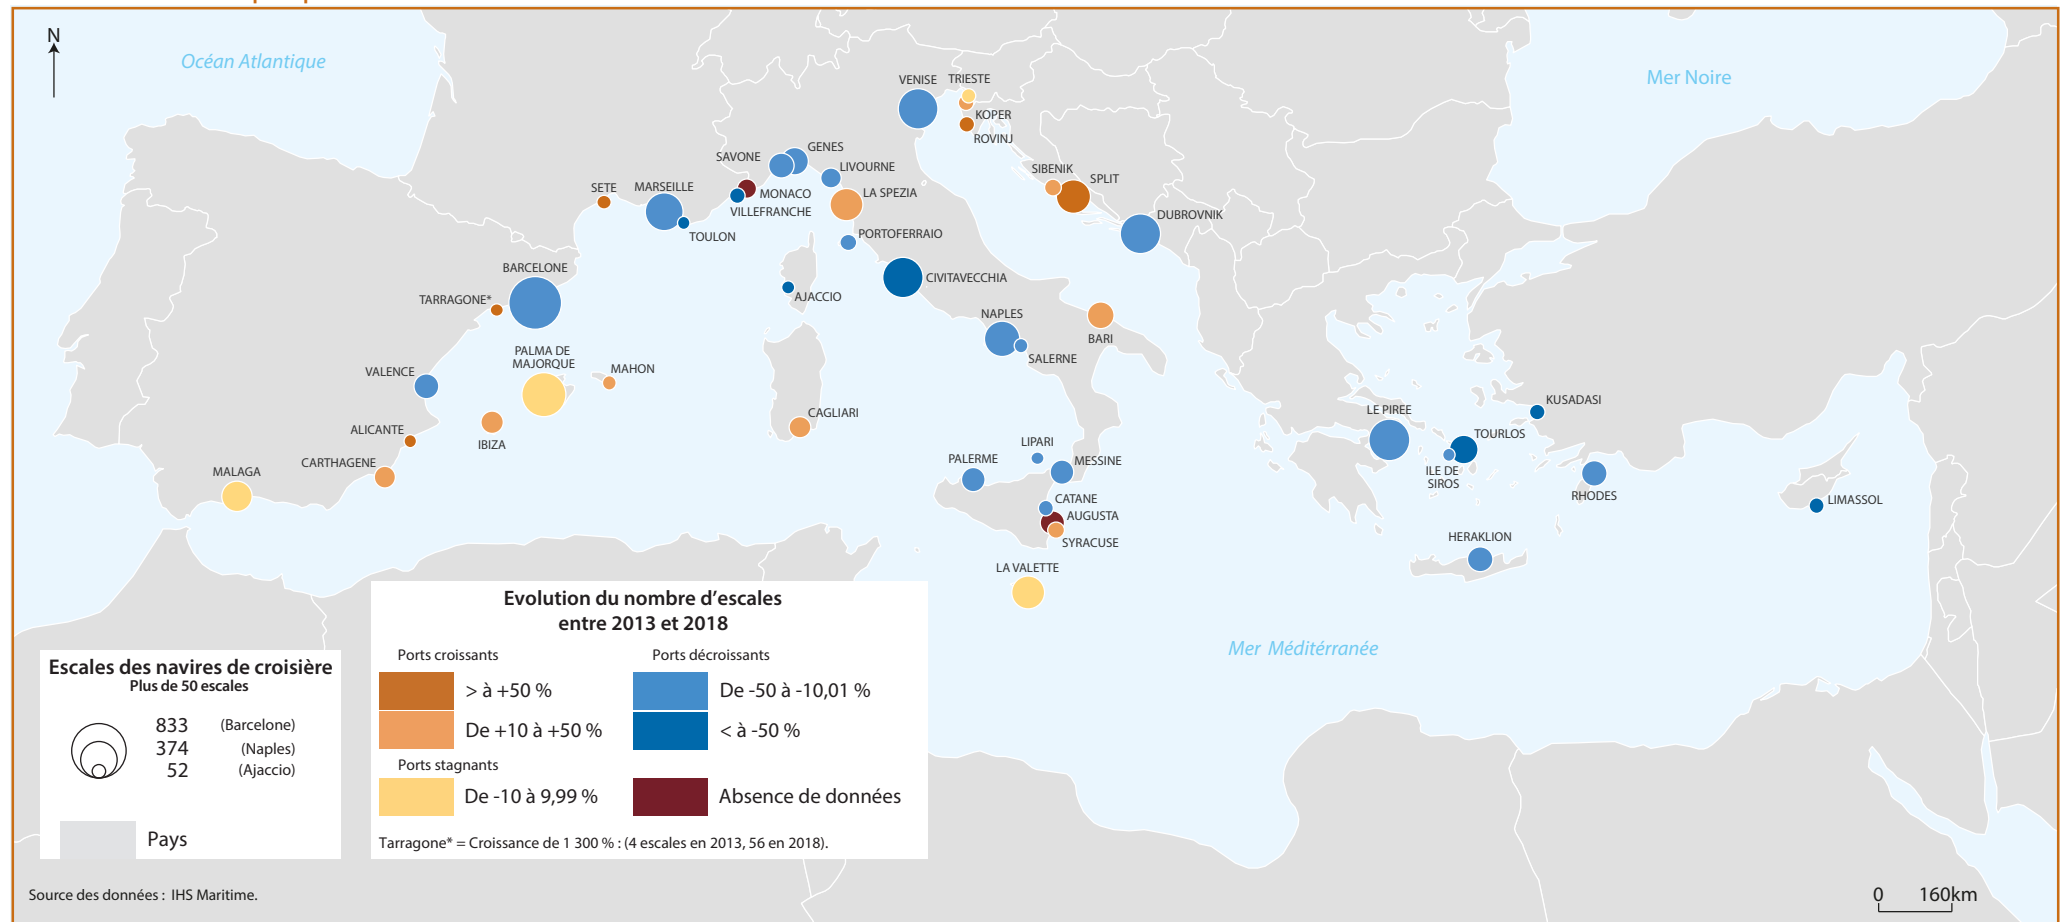 N
Océan Atlantique
Mer Noire
VENISE
TRIESTE
KOPER
ROVINJ
SAVONE
GENES
LIVOURNE
SIBENIK
SPLIT
SETE
MARSEILLE
MONACO
LA SPEZIA
VILLEFRANCHE
DUBROVNIK
TOULON
PORTOFERRAIO
BARCELONE
CIVITAVECCHIA
TARRAGONE*
AJACCIO
NAPLES
BARI
PALMA DE
MAJORQUE
SALERNE
VALENCE
MAHON
KUSADASI
LE PIREE
CAGLIARI
ALICANTE
IBIZA
TOURLOS
LIPARI
CARTHAGENE
PALERME
MESSINE
MALAGA
ILE DE
SIROS
RHODES
CATANE
LIMASSOL
AUGUSTA
SYRACUSE
HERAKLION
LA VALETTE
Mer Méditérranée
Evolution du nombre d'escales
entre 2013 et 2018
Ports croissants
Ports décroissants
> à +50 %
De -50 à -10,01 %
De +10 à +50 %
< à -50 %
Ports stagnants
De -10 à 9,99 %
Absence de données
Tarragone* = Croissance de 1 300 % : (4 escales en 2013, 56 en 2018).
Escales des navires de croisière
Plus de 50 escales
833 (Barcelone)
374 (Naples)
52 (Ajaccio)
Pays
Source des données : IHS Maritime.
0 160km